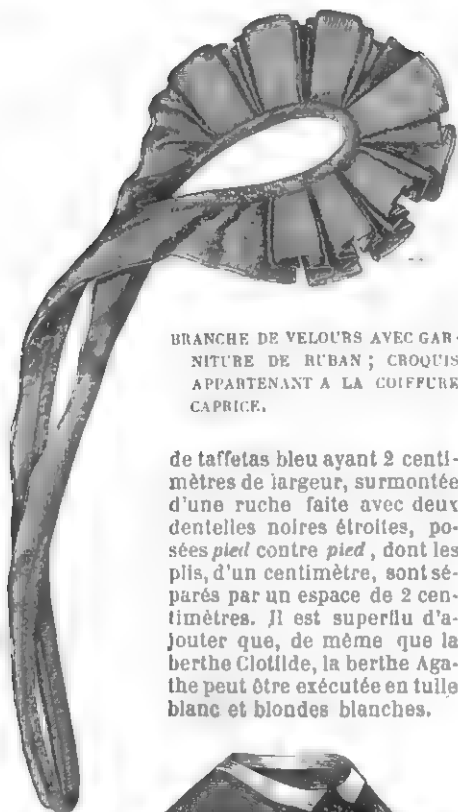 BRANCHE DE VELOURS AVEC GAR-
NITURE DE RUBAN ; CROQUIS
APPARTENANT A LA COIFFURE
CAPRICE.
de taffetas bleu ayant 2 centi-
mètres de largeur, surmontée
d'une ruche faite avec deux
dentelles noires étroites, po-
sées pied contre pied, dont les
plis, d'un centimètre, sont sé-
parés par un espace de 2 cen-
timètres. Il est superflu d'a-
jouter que, de même que la
berthe Clotilde, la berthe Aga-
the peut être exécutée en tulle
blanc et blondes blanches.